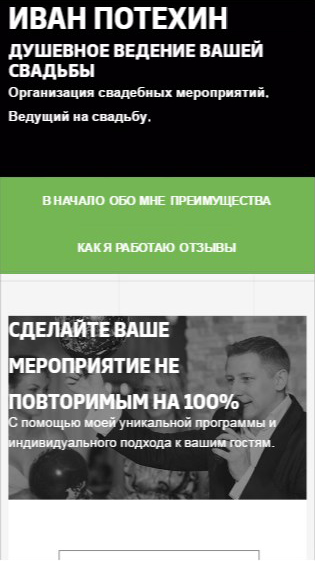 ИВАН ПОТЕХИН
ДУШЕВНОЕ ВЕДЕНИЕ ВАШЕЙ
СВАДЬБЫ
Организация свадебных мероприятий.
Ведущий на свадьбу.
В НАЧАЛО ОБО МНЕ ПРЕИМУЩЕСТВА
КАК Я РАБОТАЮ ОТЗЫВЫ
СДЕЛАЙТЕ ВАШЕ
МЕРОПРИЯТИЕ НЕ
ПОВТОРИМЫМ НА 100%
С помощью моей уникальной программы и
индивидуального подхода к вашим гостям.